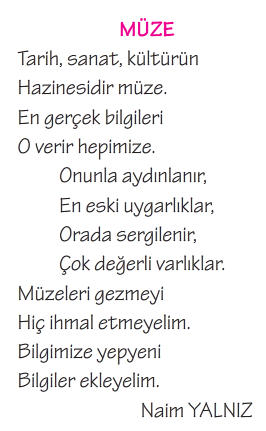 MÜZE
Tarih, sanat, kültürün
Hazinesidir müze.
En gerçek bilgileri
O verir hepimize.
Onunla aydınlanır,
En eski uygarlıklar,
Orada sergilenir,
Çok değerli varlıklar.
Müzeleri gezmeyi
Hiç ihmal etmeyelim.
Bilgimize yepyeni
Bilgiler ekleyelim.
Naim YALNIZ